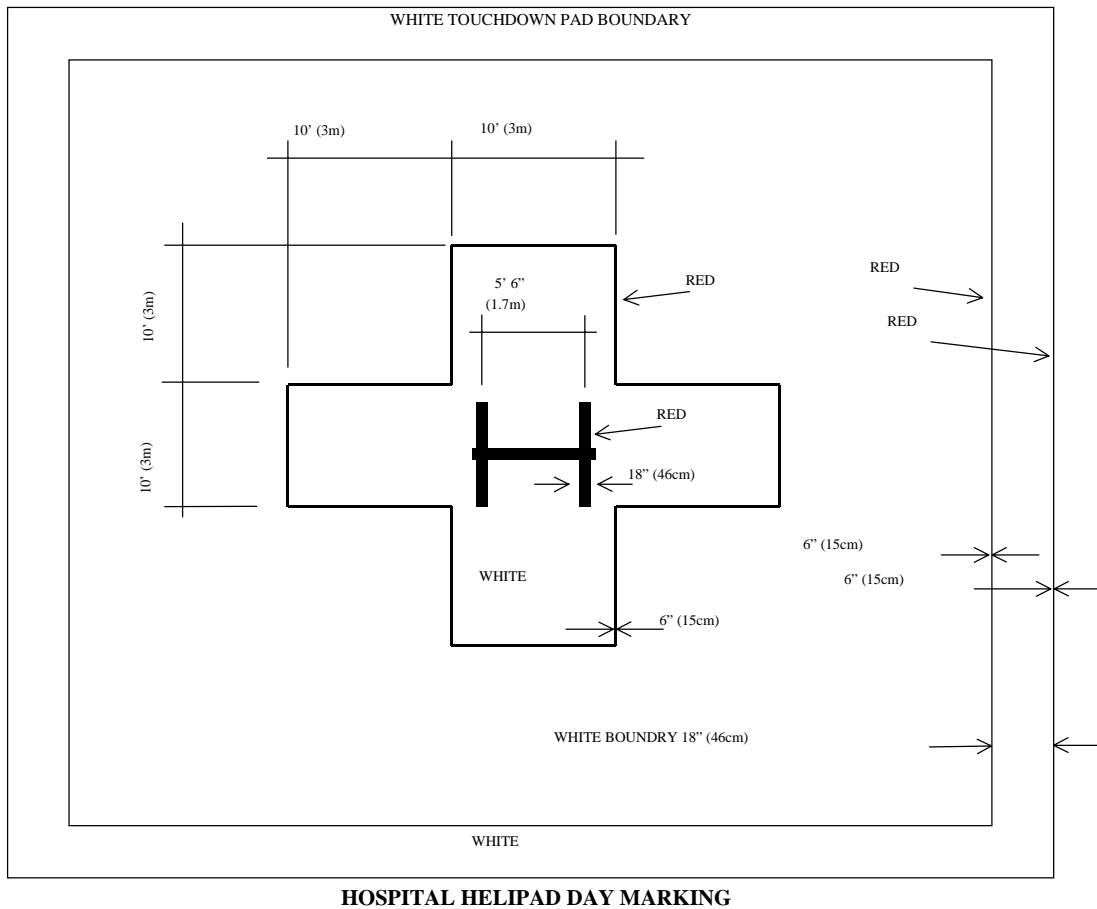 WHITE TOUCHDOWN PAD BOUNDARY
10’ (3m)
10’ (3m)
RED
RED
5’ 6”
(1.7m)
10’ (3m)
RED
RED
10’ (3m)
18” (46cm)
6” (15cm)
WHITE
6” (15cm)
6” (15cm)
WHITE BOUNDRY 18” (46cm)
WHITE
HOSPITAL HELIPAD DAY MARKING